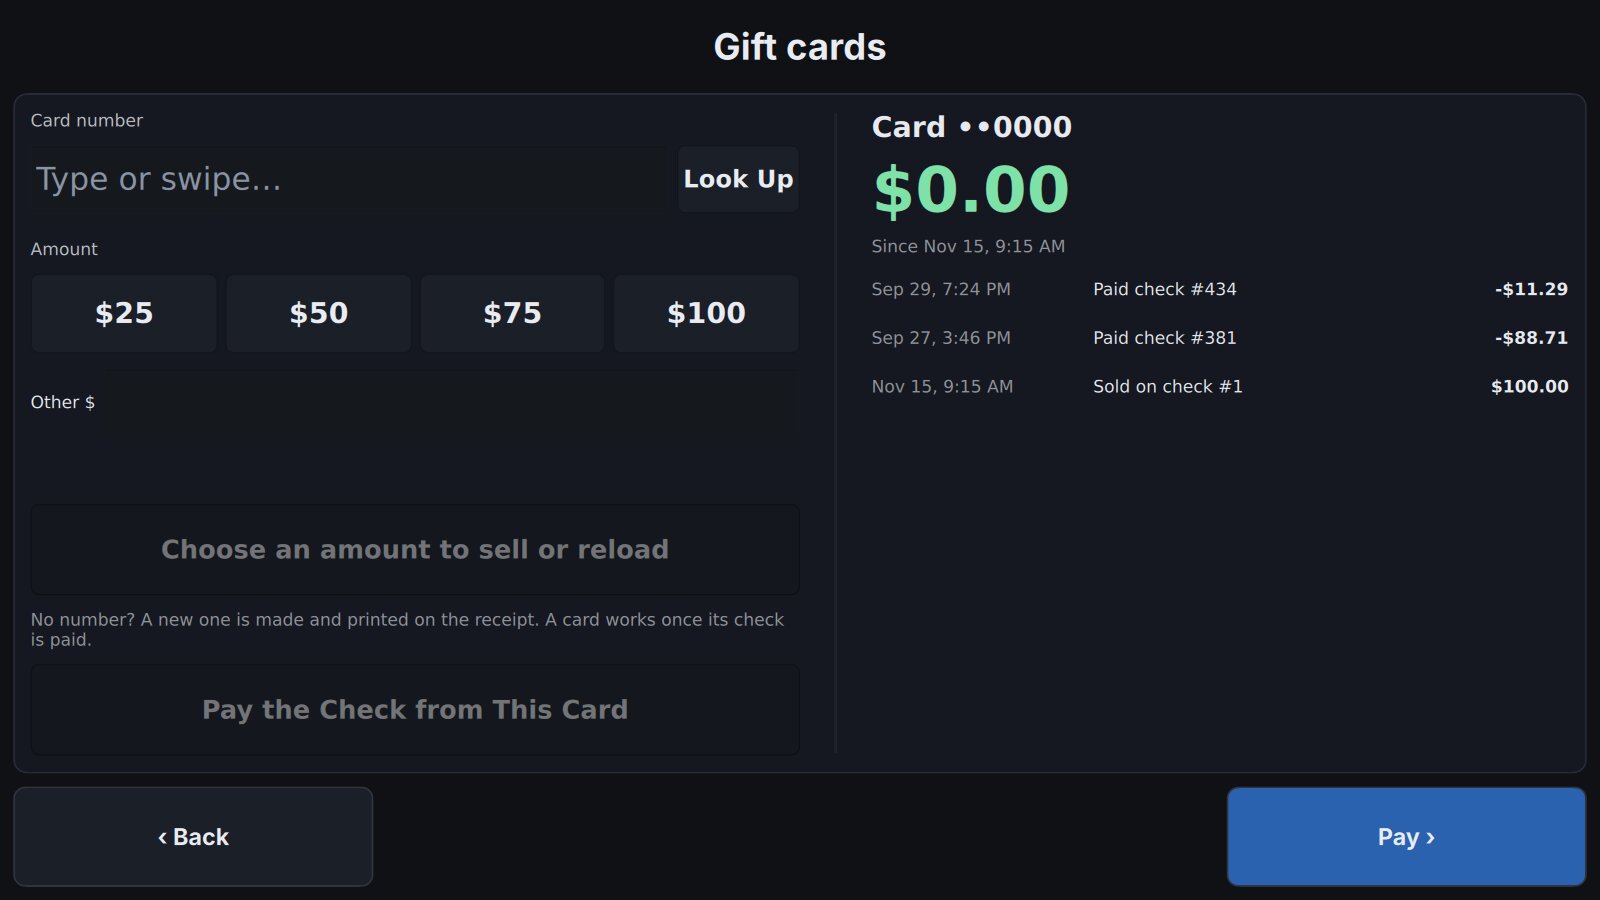 Gift cards
Card number
Type or swipe...
Look Up
Amount
$25
$50
$75
$100
Other $
Choose an amount to sell or reload
No number? A new one is made and printed on the receipt. A card works once its check
is paid.
Pay the Check from This Card
Card ••0000
$0.00
Since Nov 15, 9:15 AM
Sep 29, 7:24 PM Paid check #434 -$11.29
Sep 27, 3:46 PM Paid check #381 -$88.71
Nov 15, 9:15 AM Sold on check #1 $100.00
‹ Back
Pay ›